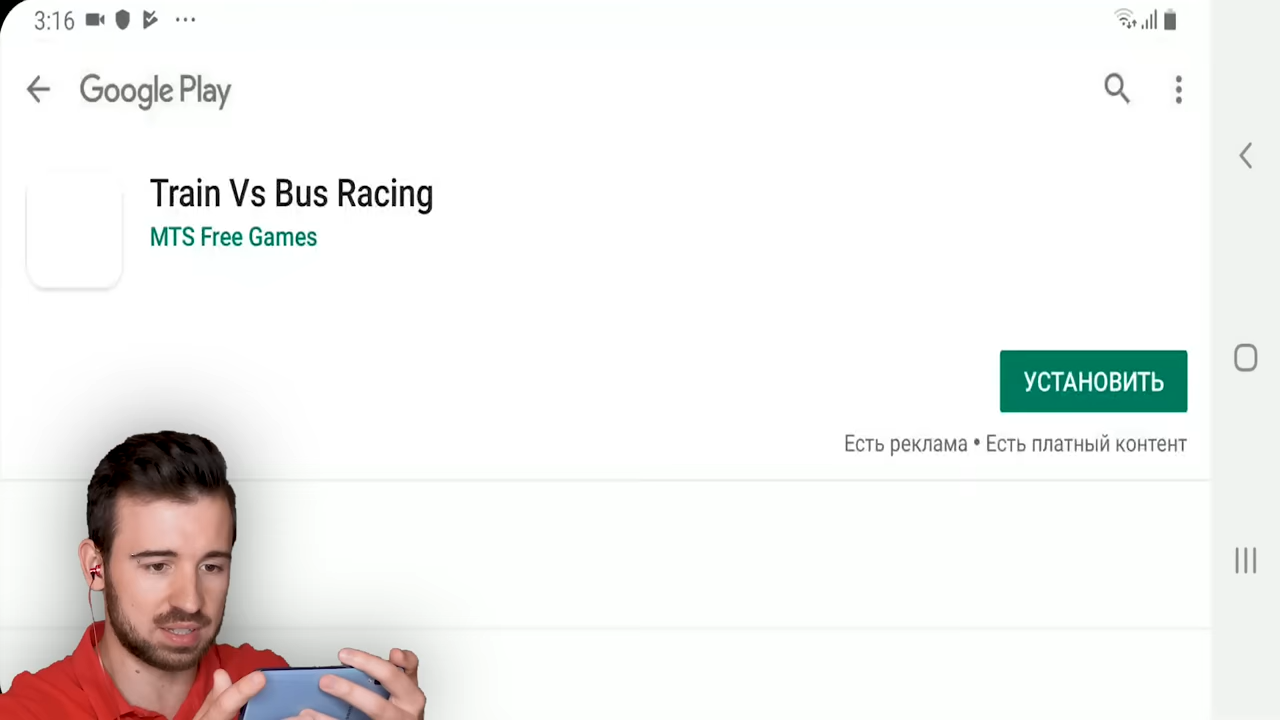 3:16
Google Play
Train Vs Bus Racing
MTS Free Games
УСТАНОВИТЬ
Есть реклама • Есть платный контент